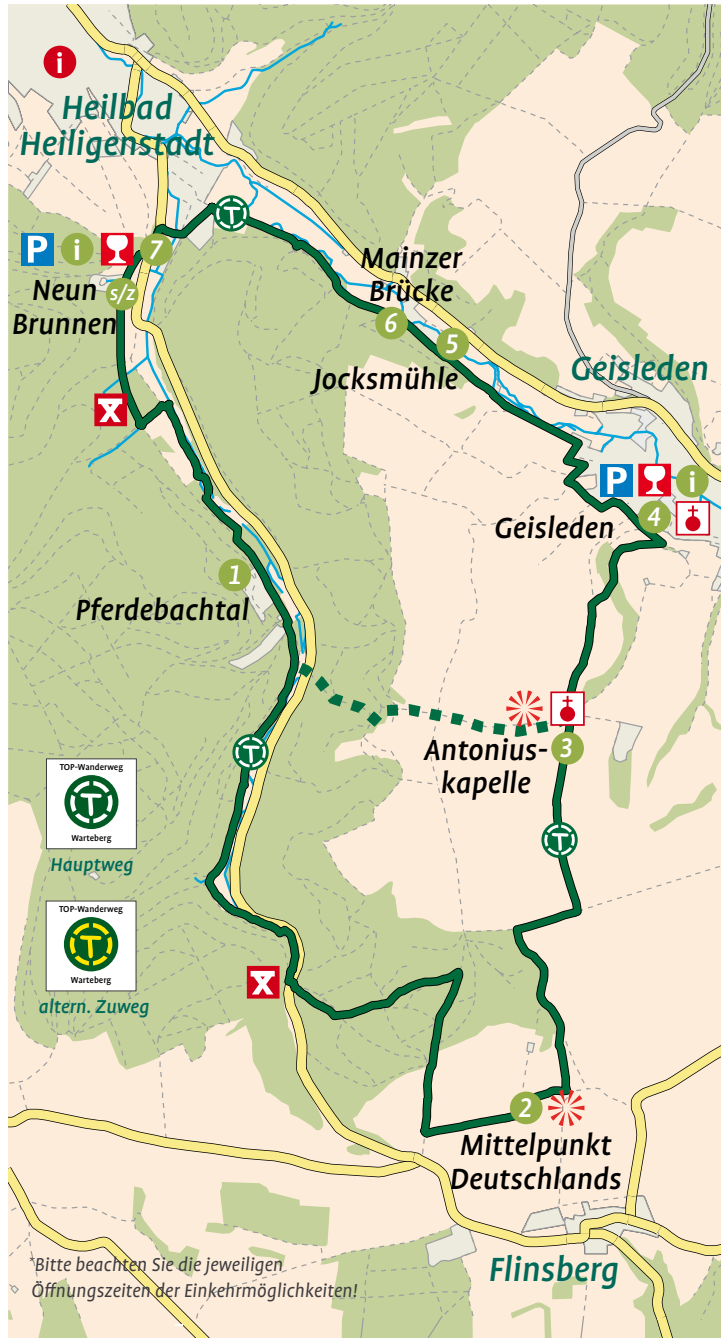 i
Heilbad
Heiligenstadt
T
P i 7
Neun
Brunnen
s/z
Mainzer
Brücke
6
5
Jocksmühle
Geisleden
P i
4
Geisleden
1
Pferdebachtal
T
Antonius-
kapelle
3
T
TOP-Wanderweg
T
Warteberg
Hauptweg
TOP-Wanderweg
T
Warteberg
altern. Zuweg
2
Mittelpunkt
Deutschlands
Flinsberg
*Bitte beachten Sie die jeweiligen
Öffnungszeiten der Einkehrmöglichkeiten!